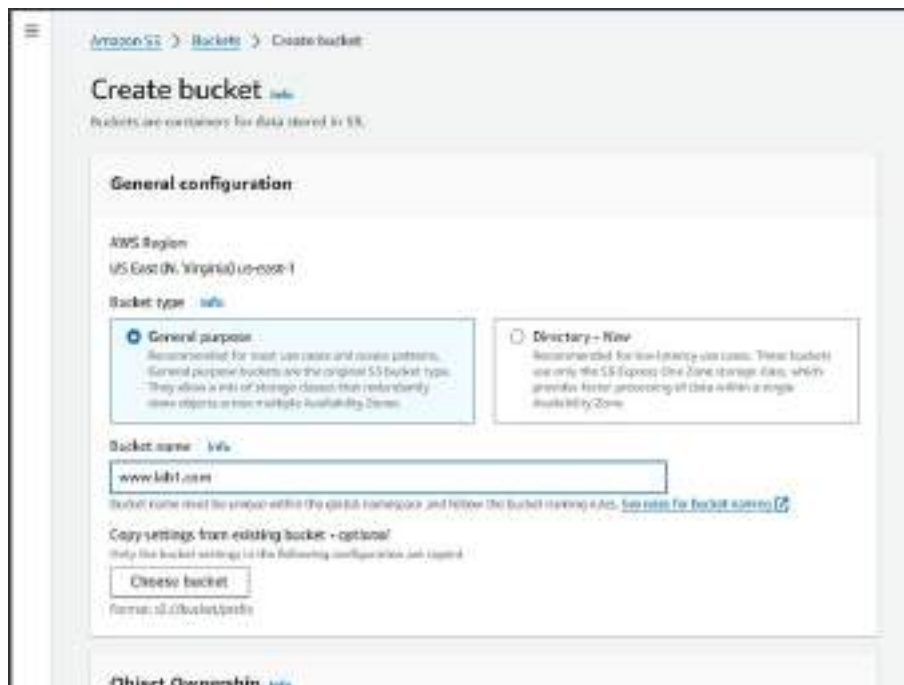 Amazon S3 > Buckets > Create bucket
Create bucket Info
Buckets are containers for data stored in S3.
General configuration
AWS Region
US East (N. Virginia) us-east-1
Bucket type Info
General purpose
Recommended for most use cases and access patterns.
General purpose buckets are the original S3 bucket type.
They allow a mix of storage classes that redundantly
store objects across multiple Availability Zones.
Directory - New
Recommended for low-latency use cases. These buckets
use only the S3 Express One Zone storage class, which
provides faster processing of data within a single
Availability Zone.
Bucket name Info
www.lab1.com
Bucket name must be unique within the global namespace and follow the bucket naming rules. See rules for bucket naming
Copy settings from existing bucket - optional
Only the bucket settings in the following configuration are copied.
Choose bucket
Format: s3://bucket/prefix
Object Ownership Info